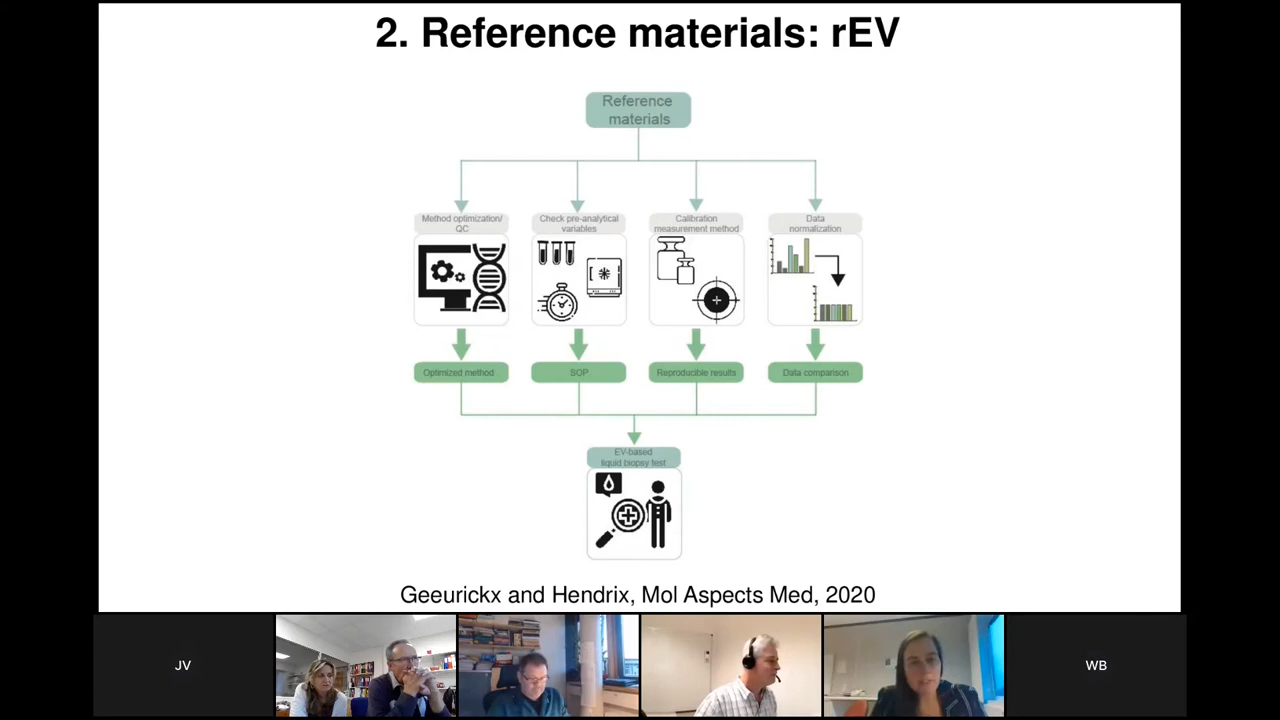 2. Reference materials: rEV
Reference
materials
Method optimization/
QC
Check pre-analytical
variables
Calibration
measurement method
Data
normalization
Optimized method
SOP
Reproducible results
Data comparison
EV-based
liquid biopsy test
Geeurickx and Hendrix, Mol Aspects Med, 2020
JV
WB